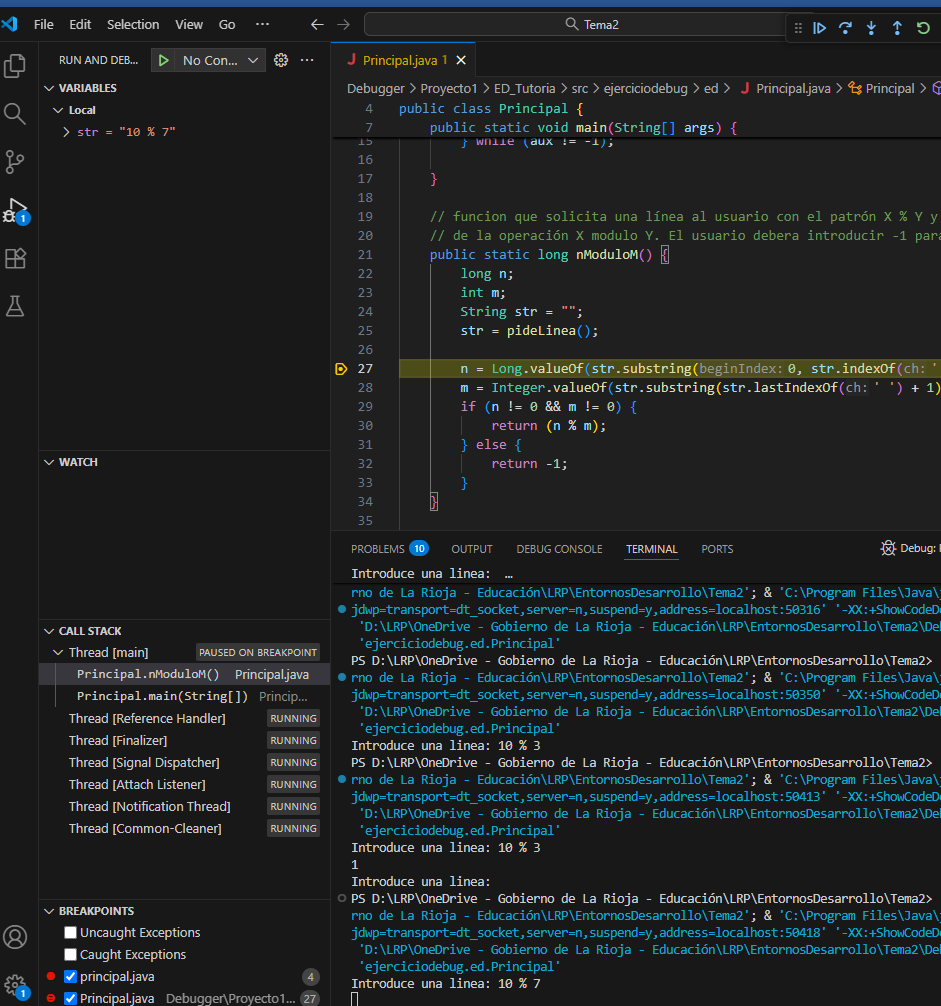 File Edit Selection View Go ··· Tema2
RUN AND DEB... No Con... ···
VARIABLES
Local
str = "10 % 7"
WATCH
CALL STACK
Thread [main] PAUSED ON BREAKPOINT
Principal.nModuloM() Principal.java
Principal.main(String[]) Princip...
Thread [Reference Handler] RUNNING
Thread [Finalizer] RUNNING
Thread [Signal Dispatcher] RUNNING
Thread [Attach Listener] RUNNING
Thread [Notification Thread] RUNNING
Thread [Common-Cleaner] RUNNING
BREAKPOINTS
Uncaught Exceptions
Caught Exceptions
principal.java 4
Principal.java Debugger\Proyecto1... 27
1
1
J Principal.java 1
Debugger > Proyecto1 > ED_Tutoria > src > ejerciciodebug > ed > J Principal.java > Principal >
4 public class Principal {
7 public static void main(String[] args) {
15 } while (aux != -1);
16
17 }
18
19 // funcion que solicita una línea al usuario con el patrón X % Y y
20 // de la operación X modulo Y. El usuario debera introducir -1 para
21 public static long nModuloM() {
22 long n;
23 int m;
24 String str = "";
25 str = pideLinea();
26
27 n = Long.valueOf(str.substring(beginIndex: 0, str.indexOf(ch: '
28 m = Integer.valueOf(str.substring(str.lastIndexOf(ch: ' ') + 1)
29 if (n != 0 && m != 0) {
30 return (n % m);
31 } else {
32 return -1;
33 }
34 }
35
PROBLEMS 10 OUTPUT DEBUG CONSOLE TERMINAL PORTS Debug:
Introduce una linea: …
rno de La Rioja - Educación\LRP\EntornosDesarrollo\Tema2'; & 'C:\Program Files\Java\
jdwp=transport=dt_socket,server=n,suspend=y,address=localhost:50316' '-XX:+ShowCodeDe
'D:\LRP\OneDrive - Gobierno de La Rioja - Educación\LRP\EntornosDesarrollo\Tema2\Deb
'ejerciciodebug.ed.Principal'
PS D:\LRP\OneDrive - Gobierno de La Rioja - Educación\LRP\EntornosDesarrollo\Tema2>
rno de La Rioja - Educación\LRP\EntornosDesarrollo\Tema2'; & 'C:\Program Files\Java\
jdwp=transport=dt_socket,server=n,suspend=y,address=localhost:50350' '-XX:+ShowCodeDe
'D:\LRP\OneDrive - Gobierno de La Rioja - Educación\LRP\EntornosDesarrollo\Tema2\Deb
'ejerciciodebug.ed.Principal'
Introduce una linea: 10 % 3
PS D:\LRP\OneDrive - Gobierno de La Rioja - Educación\LRP\EntornosDesarrollo\Tema2>
rno de La Rioja - Educación\LRP\EntornosDesarrollo\Tema2'; & 'C:\Program Files\Java\
jdwp=transport=dt_socket,server=n,suspend=y,address=localhost:50413' '-XX:+ShowCodeDe
'D:\LRP\OneDrive - Gobierno de La Rioja - Educación\LRP\EntornosDesarrollo\Tema2\Deb
'ejerciciodebug.ed.Principal'
Introduce una linea: 10 % 3
1
Introduce una linea:
PS D:\LRP\OneDrive - Gobierno de La Rioja - Educación\LRP\EntornosDesarrollo\Tema2>
rno de La Rioja - Educación\LRP\EntornosDesarrollo\Tema2'; & 'C:\Program Files\Java\
jdwp=transport=dt_socket,server=n,suspend=y,address=localhost:50418' '-XX:+ShowCodeDe
'D:\LRP\OneDrive - Gobierno de La Rioja - Educación\LRP\EntornosDesarrollo\Tema2\Deb
'ejerciciodebug.ed.Principal'
Introduce una linea: 10 % 7